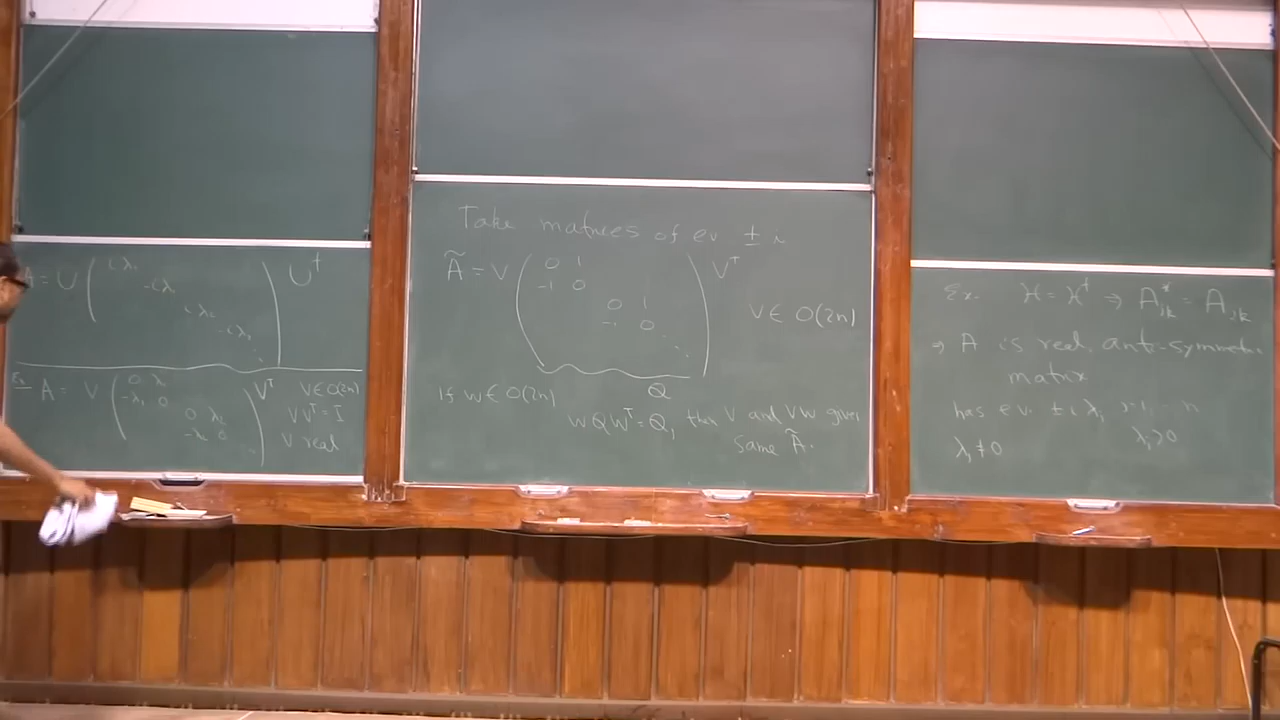 A = U ( iλ₁ U†
-iλ₁
iλ₂
-iλ₂
⋱ )
Ex A = V ( 0 λ₁ Vᵀ V∈O(2n)
-λ₁ 0 VVᵀ = I
0 λ₂ V real
-λ₂ 0 ⋱ )
Take matrices of ev ± i
Ã = V ( 0 1 Vᵀ
-1 0
0 1 V ∈ O(2n)
-1 0
⋱ )
Q
If W ∈ O(2n)
WQWᵀ = Q, then V and VW gives
same Ã.
Ex. H = H† ⇒ A*ⱼₖ = Aⱼₖ
⇒ A is real, anti-symmetric
matrix
has ev. ± i λⱼ
λⱼ ≠ 0 λⱼ > 0